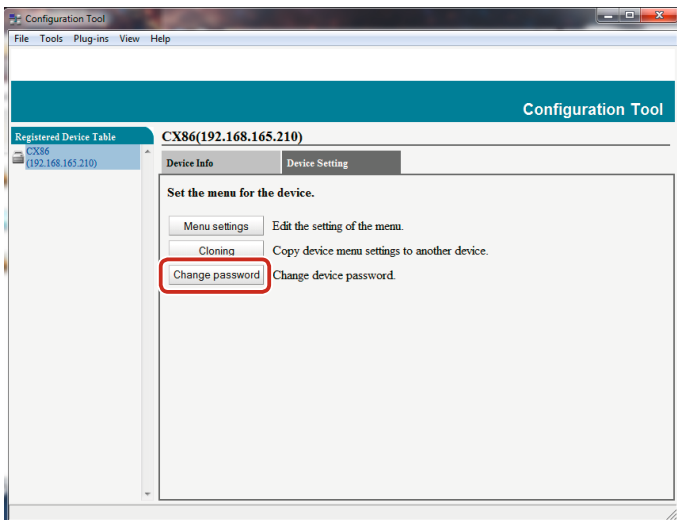 Configuration Tool
File Tools Plug-ins View Help
Configuration Tool
Registered Device Table
CX86
(192.168.165.210)
CX86(192.168.165.210)
Device Info Device Setting
Set the menu for the device.
Menu settings Edit the setting of the menu.
Cloning Copy device menu settings to another device.
Change password Change device password.